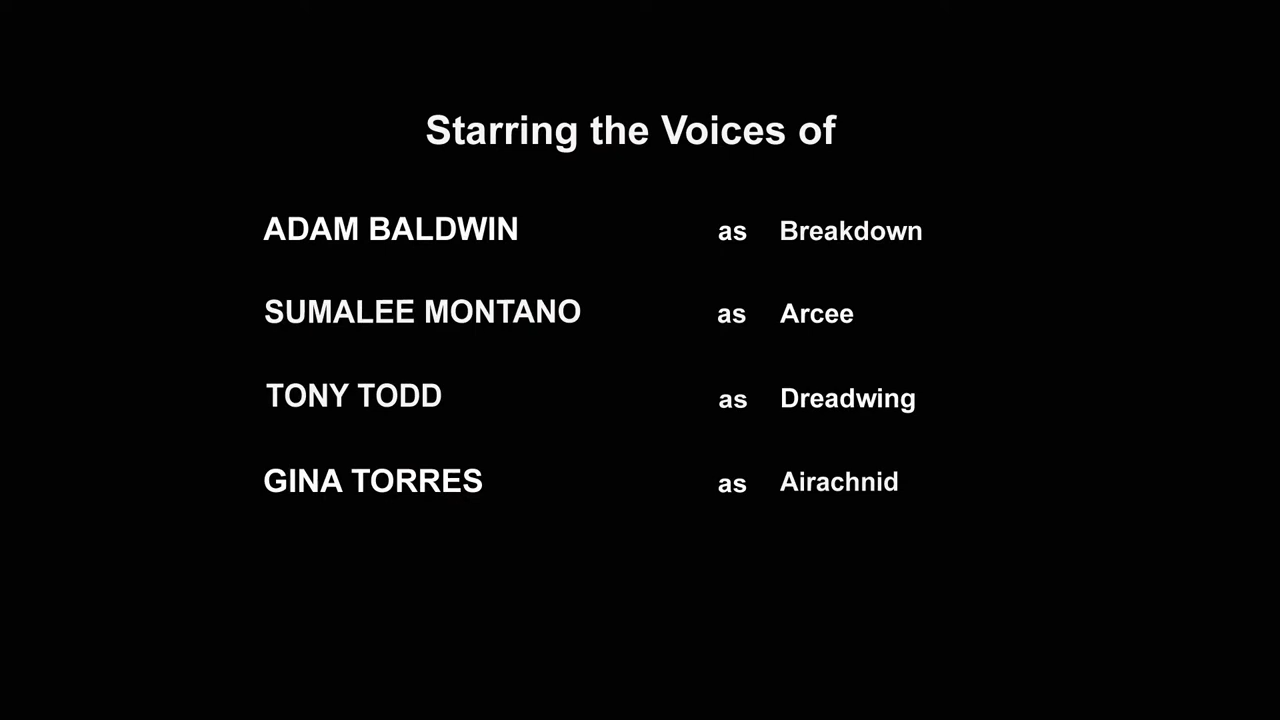 Starring the Voices of
ADAM BALDWIN as Breakdown
SUMALEE MONTANO as Arcee
TONY TODD as Dreadwing
GINA TORRES as Airachnid